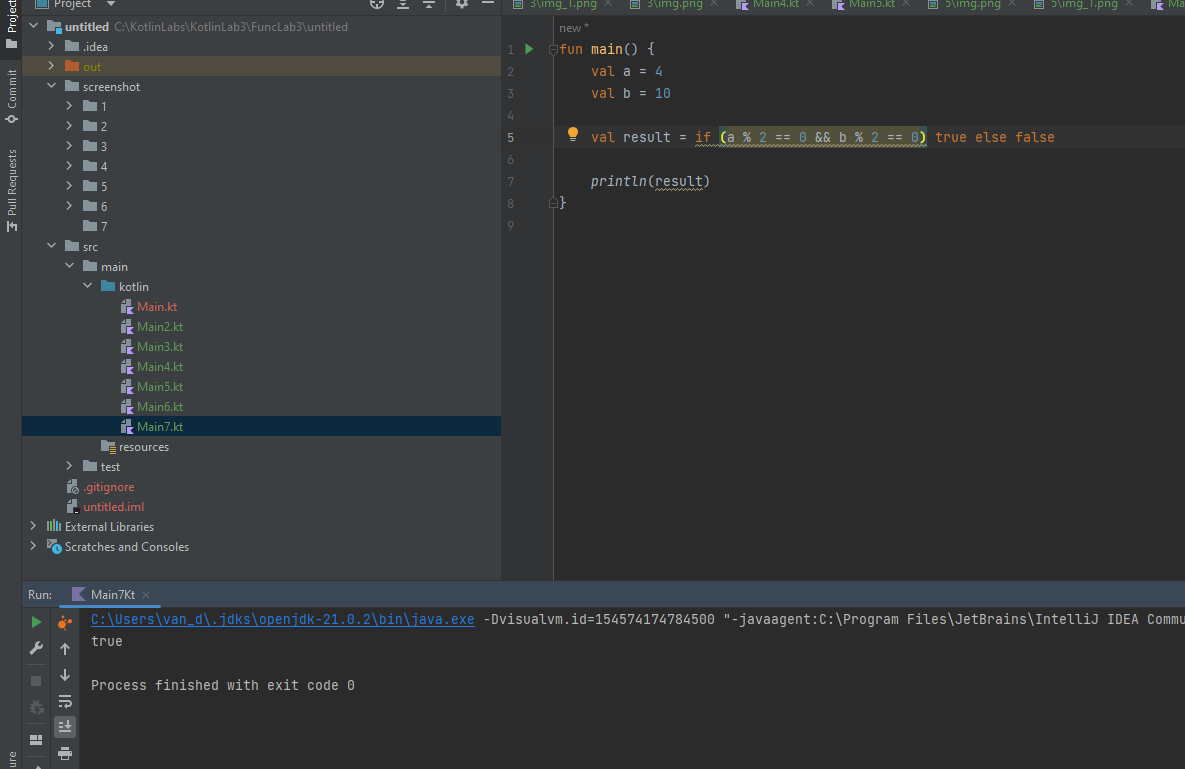 Project
3\img_1.png 3\img.png Main4.kt Main5.kt 5\img.png 5\img_1.png Ma
Project
Commit
Pull Requests
untitled C:\KotlinLabs\KotlinLab3\FuncLab3\untitled
.idea
out
screenshot
1
2
3
4
5
6
7
src
main
kotlin
Main.kt
Main2.kt
Main3.kt
Main4.kt
Main5.kt
Main6.kt
Main7.kt
resources
test
.gitignore
untitled.iml
External Libraries
Scratches and Consoles
new *
1 fun main() {
2 val a = 4
3 val b = 10
4
5 val result = if (a % 2 == 0 && b % 2 == 0) true else false
6
7 println(result)
8 }
9
Run: Main7Kt
C:\Users\van_d\.jdks\openjdk-21.0.2\bin\java.exe -Dvisualvm.id=154574174784500 "-javaagent:C:\Program Files\JetBrains\IntelliJ IDEA Commu
true
Process finished with exit code 0
ure